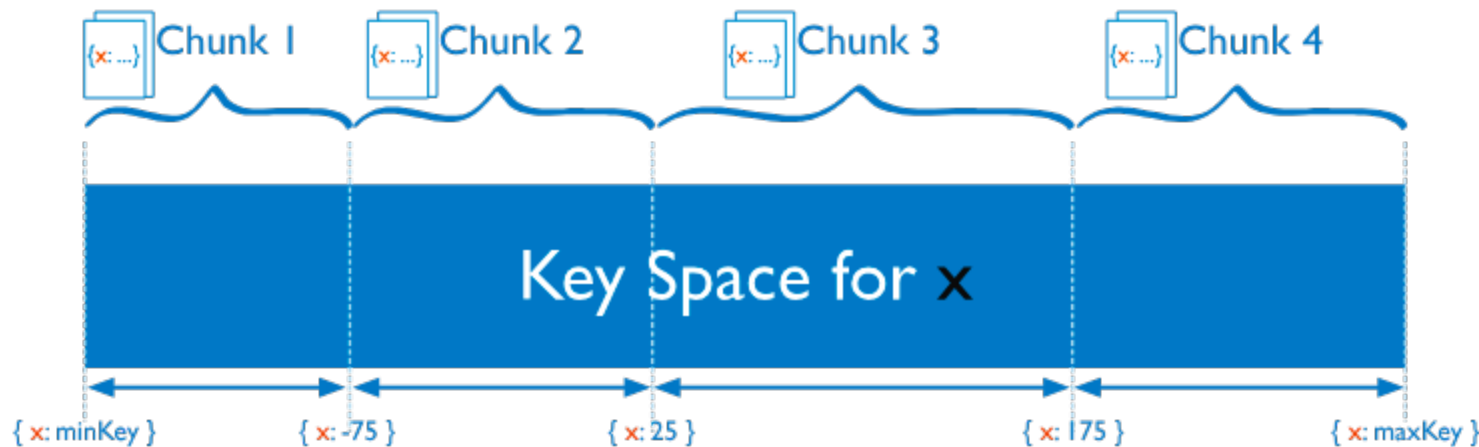 {x: ...} Chunk 1 {x: ...} Chunk 2 {x: ...} Chunk 3 {x: ...} Chunk 4
Key Space for x
{ x: minKey } { x: -75 } { x: 25 } { x: 175 } { x: maxKey }